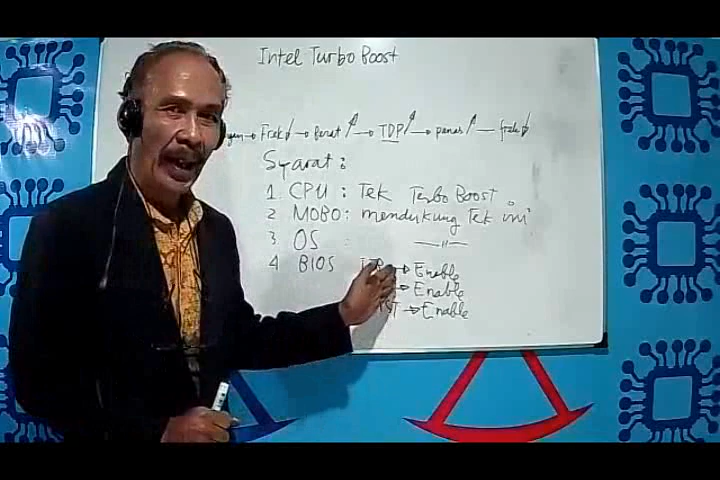 Intel Turbo Boost
Frek↓ → berat ↑ → TDP↑ → panas ↑ — frek↓
Syarat :
1. CPU : Tek Turbo Boost.
2. MOBO : mendukung Tek ini
3. OS : —〃—
4. BIOS → Enable
→ Enable
→ Enable